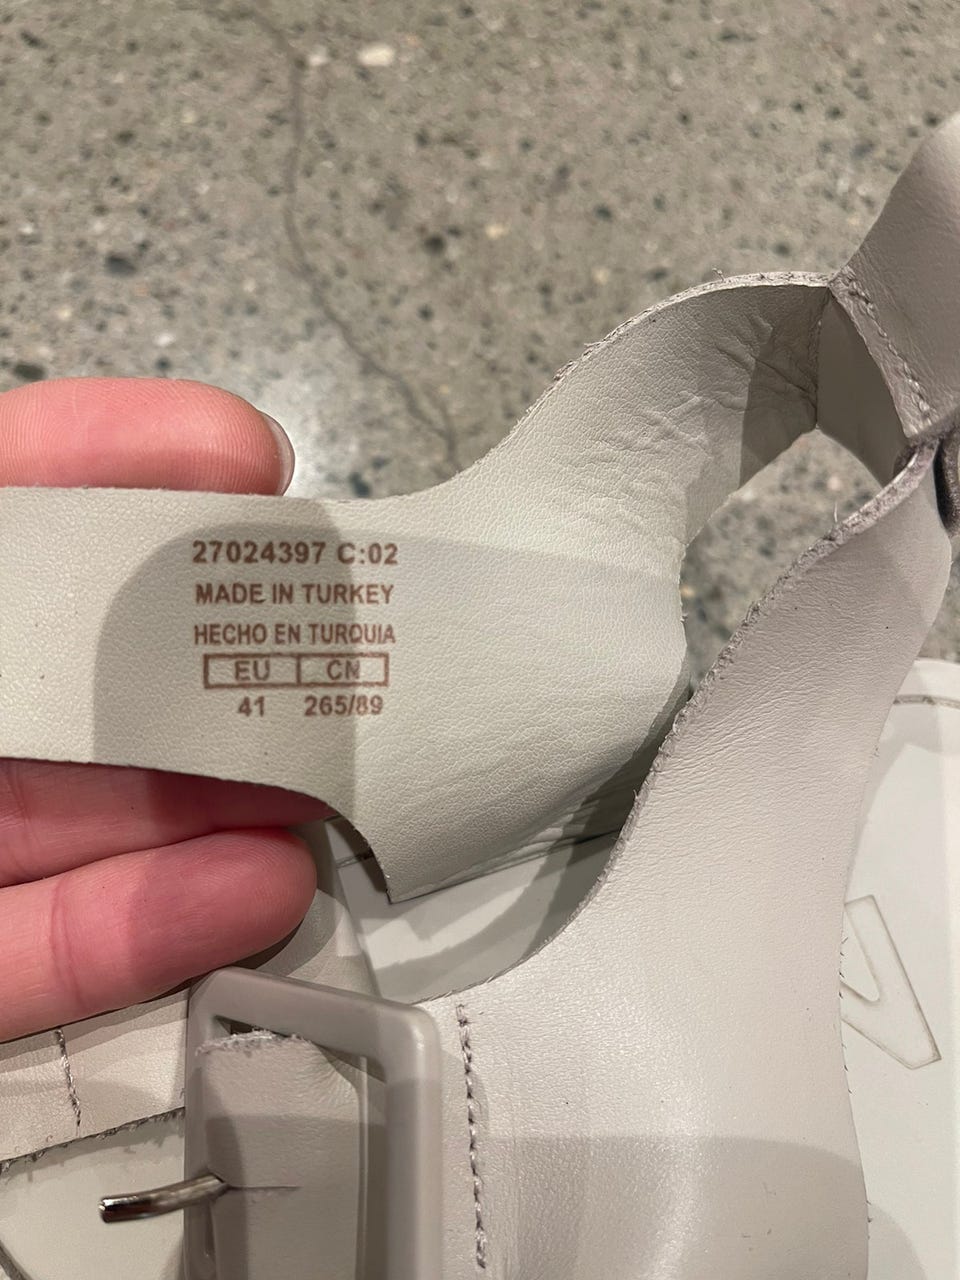 27024397 C:02
MADE IN TURKEY
HECHO EN TURQUIA
EU CN
41 265/89